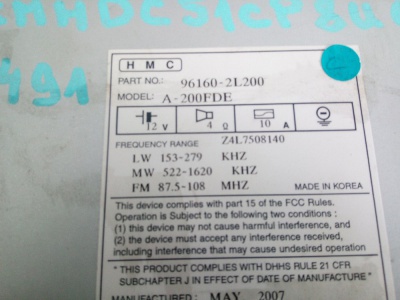 491
H M C
PART NO.: 96160-2L200
MODEL: A-200FDE
12 V 4 Ω 10 A
FREQUENCY RANGE Z4L7508140
LW 153-279 KHZ
MW 522-1620 KHZ
FM 87.5-108 MHZ MADE IN KOREA
This device complies with part 15 of the FCC Rules.
Operation is Subject to the following two conditions :
(1) this device may not cause harmful interference, and
(2) the device must accept any interference received,
including interference that may cause undesired operation
" THIS PRODUCT COMPLIES WITH DHHS RULE 21 CFR
SUBCHAPTER J IN EFFECT OF DATE OF MANUFACTURE "
MANUFACTURED : MAY 2007